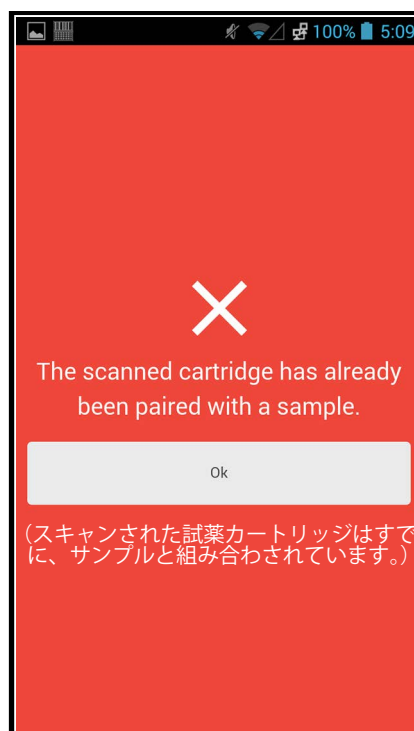 100% 5:09
The scanned cartridge has already
been paired with a sample.
Ok
(スキャンされた試薬カートリッジはすで
に、サンプルと組み合わされています。)